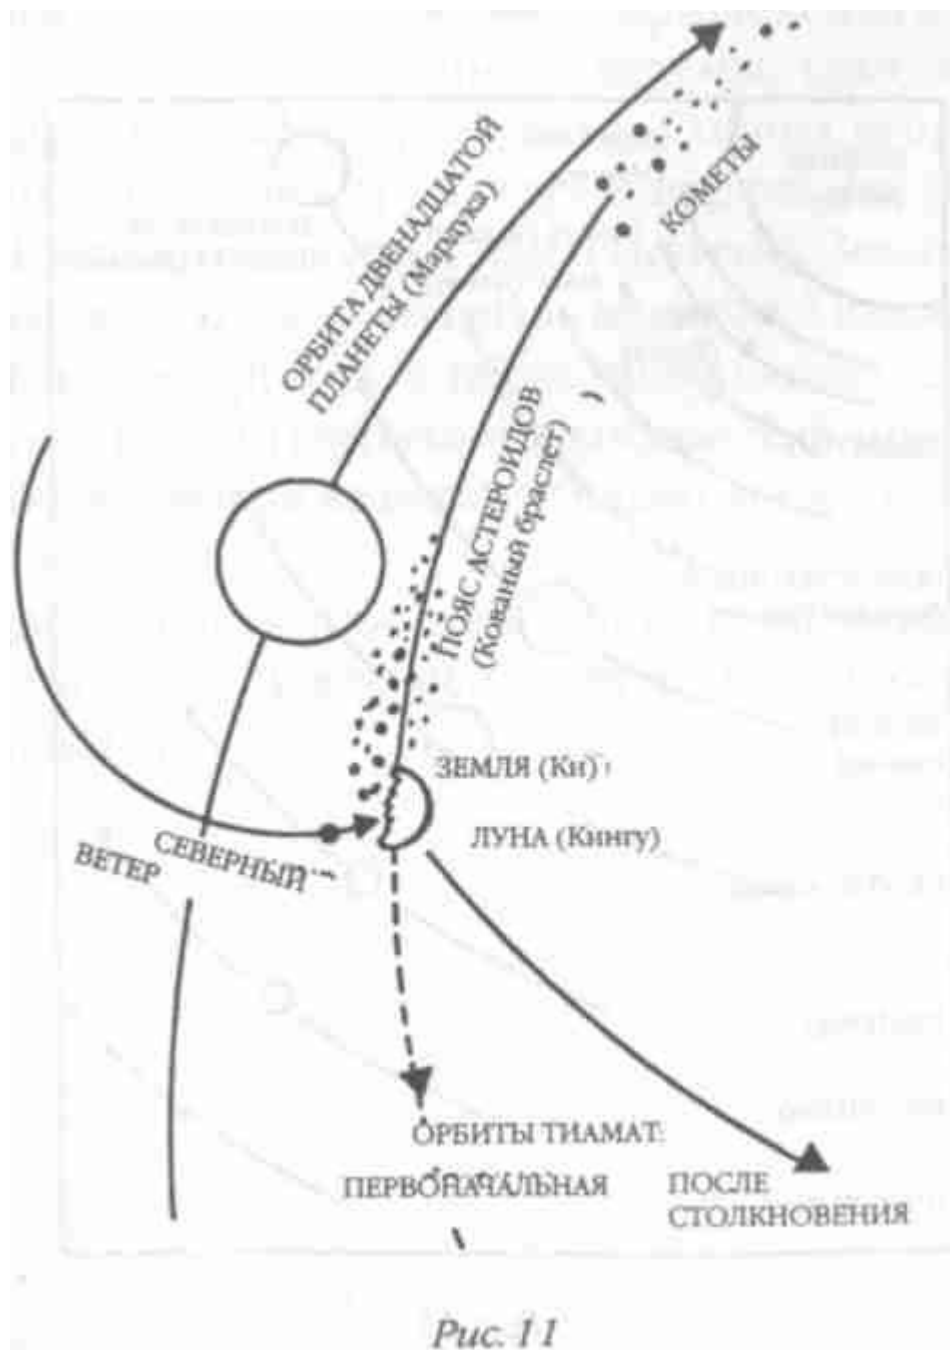 ОРБИТА ДВЕНАДЦАТОЙ
ПЛАНЕТЫ (Мардука)
КОМЕТЫ
ПОЯС АСТЕРОИДОВ
(Кованый браслет)
ЗЕМЛЯ (Ки)
ЛУНА (Кингу)
СЕВЕРНЫЙ
ВЕТЕР
ОРБИТЫ ТИАМАТ:
ПЕРВОНАЧАЛЬНАЯ
ПОСЛЕ
СТОЛКНОВЕНИЯ
Рис. 11